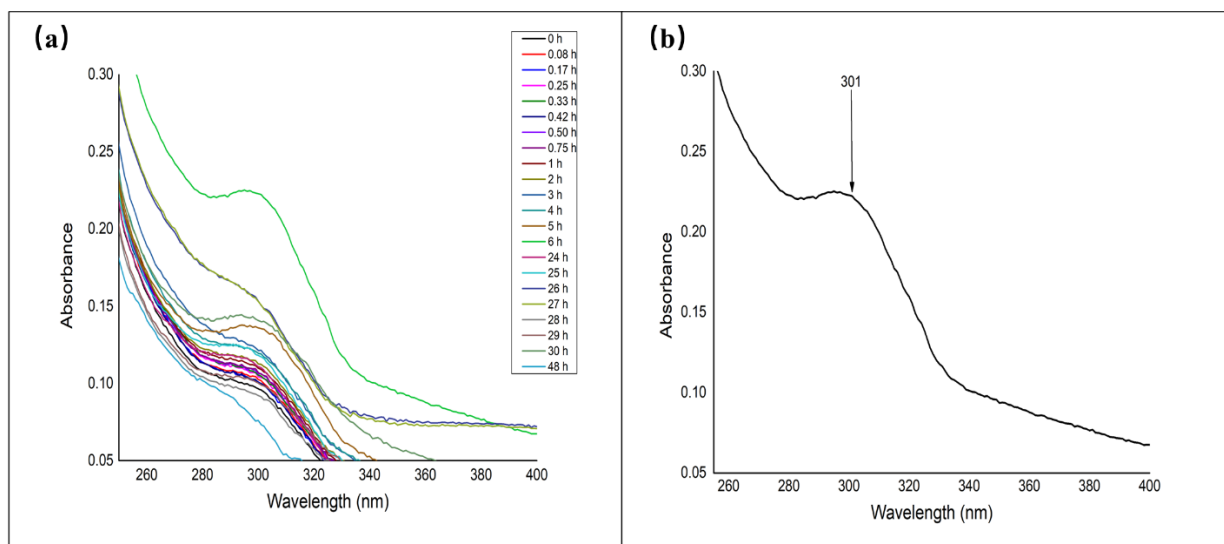 (a)
0 h
0.08 h
0.17 h
0.25 h
0.33 h
0.42 h
0.50 h
0.75 h
1 h
2 h
3 h
4 h
5 h
6 h
24 h
25 h
26 h
27 h
28 h
29 h
30 h
48 h
0.30
0.25
0.20
0.15
0.10
0.05
Absorbance
260 280 300 320 340 360 380 400
Wavelength (nm)
(b)
301
0.30
0.25
0.20
0.15
0.10
0.05
Absorbance
260 280 300 320 340 360 380 400
Wavelength (nm)